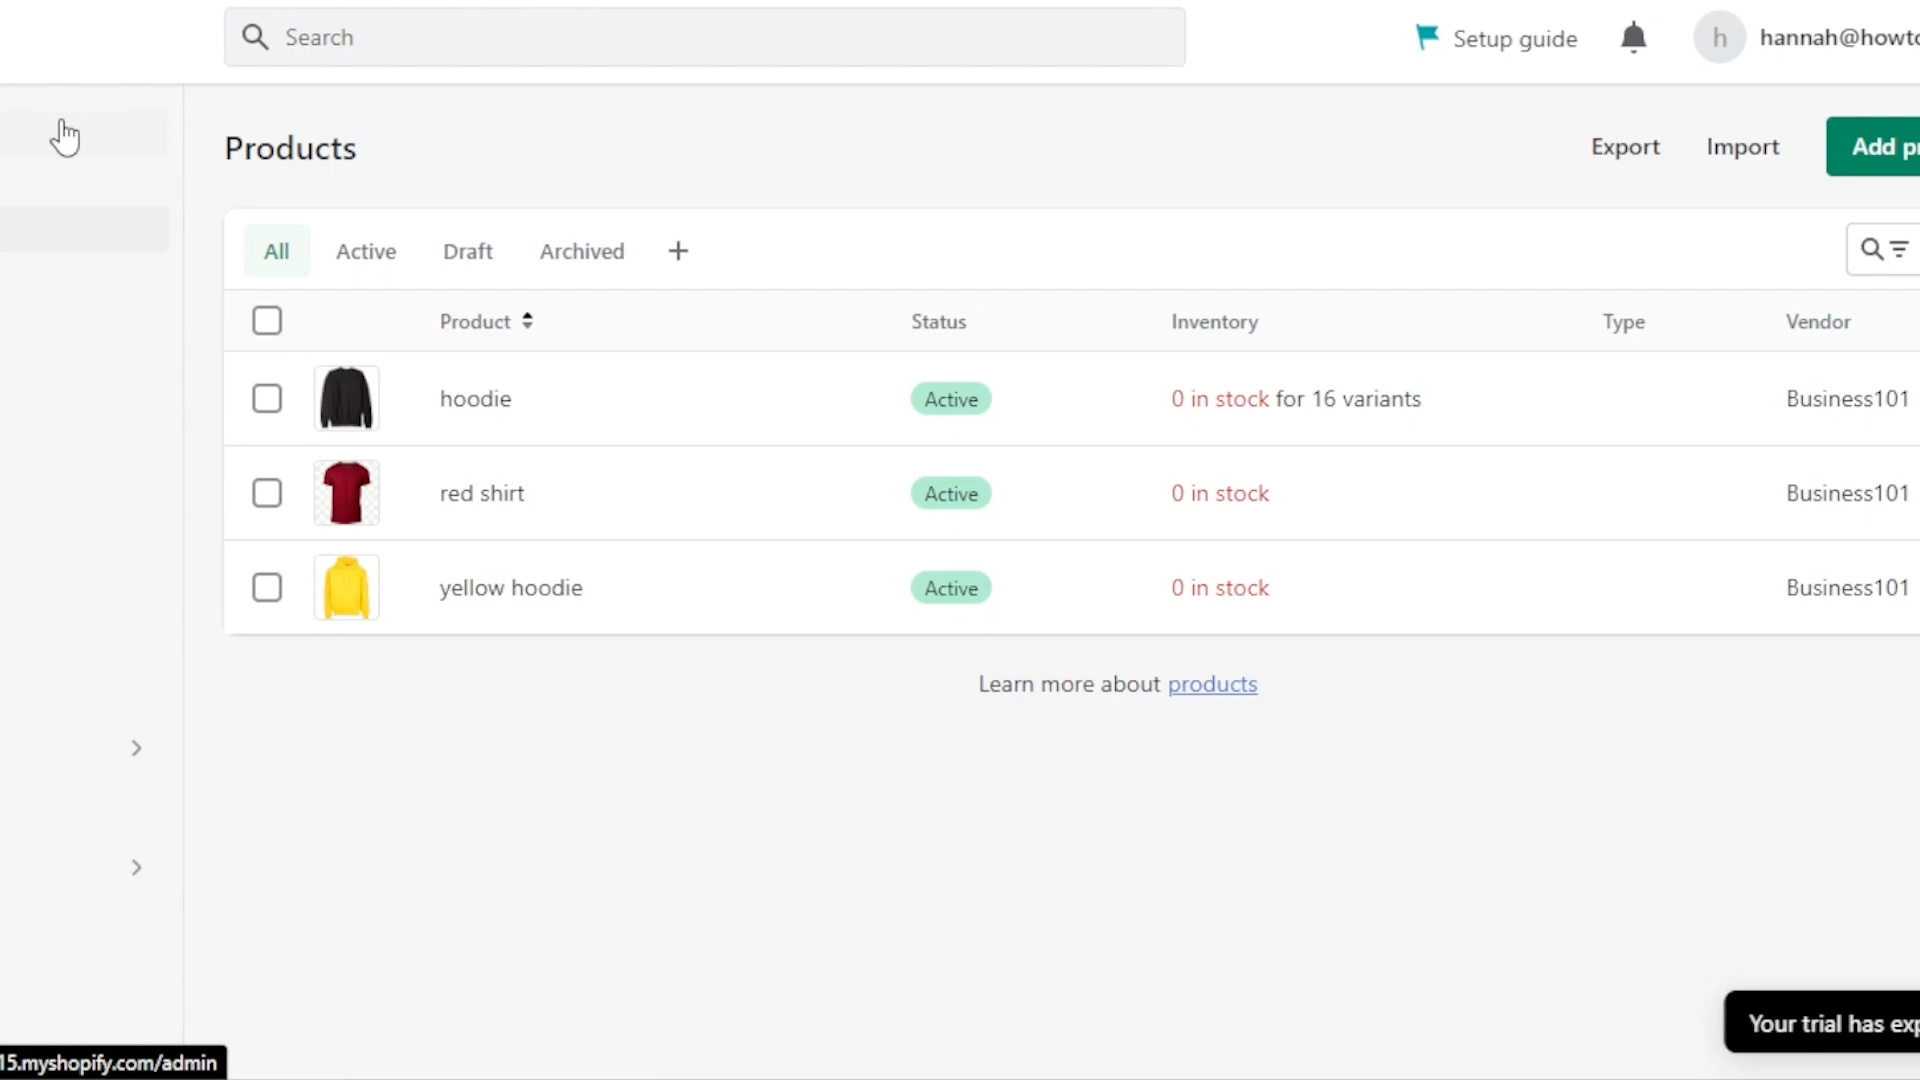 Search
Setup guide
h
hannah@howto
Products
Export
Import
Add pr
All
Active
Draft
Archived
Product
Status
Inventory
Type
Vendor
hoodie
Active
0 in stock for 16 variants
Business101
red shirt
Active
0 in stock
Business101
yellow hoodie
Active
0 in stock
Business101
Learn more about products
Your trial has exp
15.myshopify.com/admin